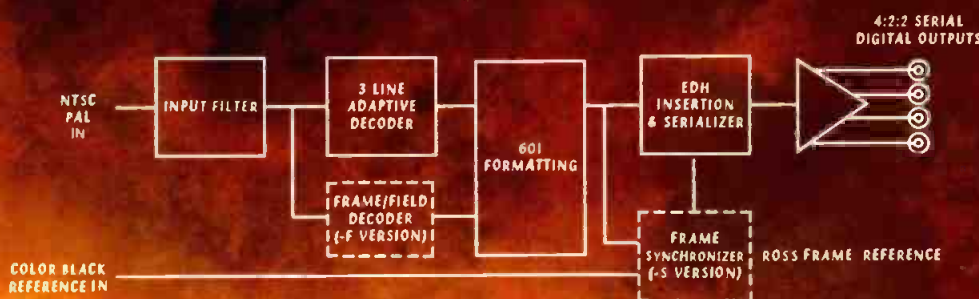 4:2:2 SERIAL
DIGITAL OUTPUTS
NTSC
PAL
IN
INPUT FILTER
3 LINE
ADAPTIVE
DECODER
601
FORMATTING
EDH
INSERTION
& SERIALIZER
FRAME/FIELD
DECODER
(-F VERSION)
FRAME
SYNCHRONIZER
(-S VERSION)
ROSS FRAME REFERENCE
COLOR BLACK
REFERENCE IN